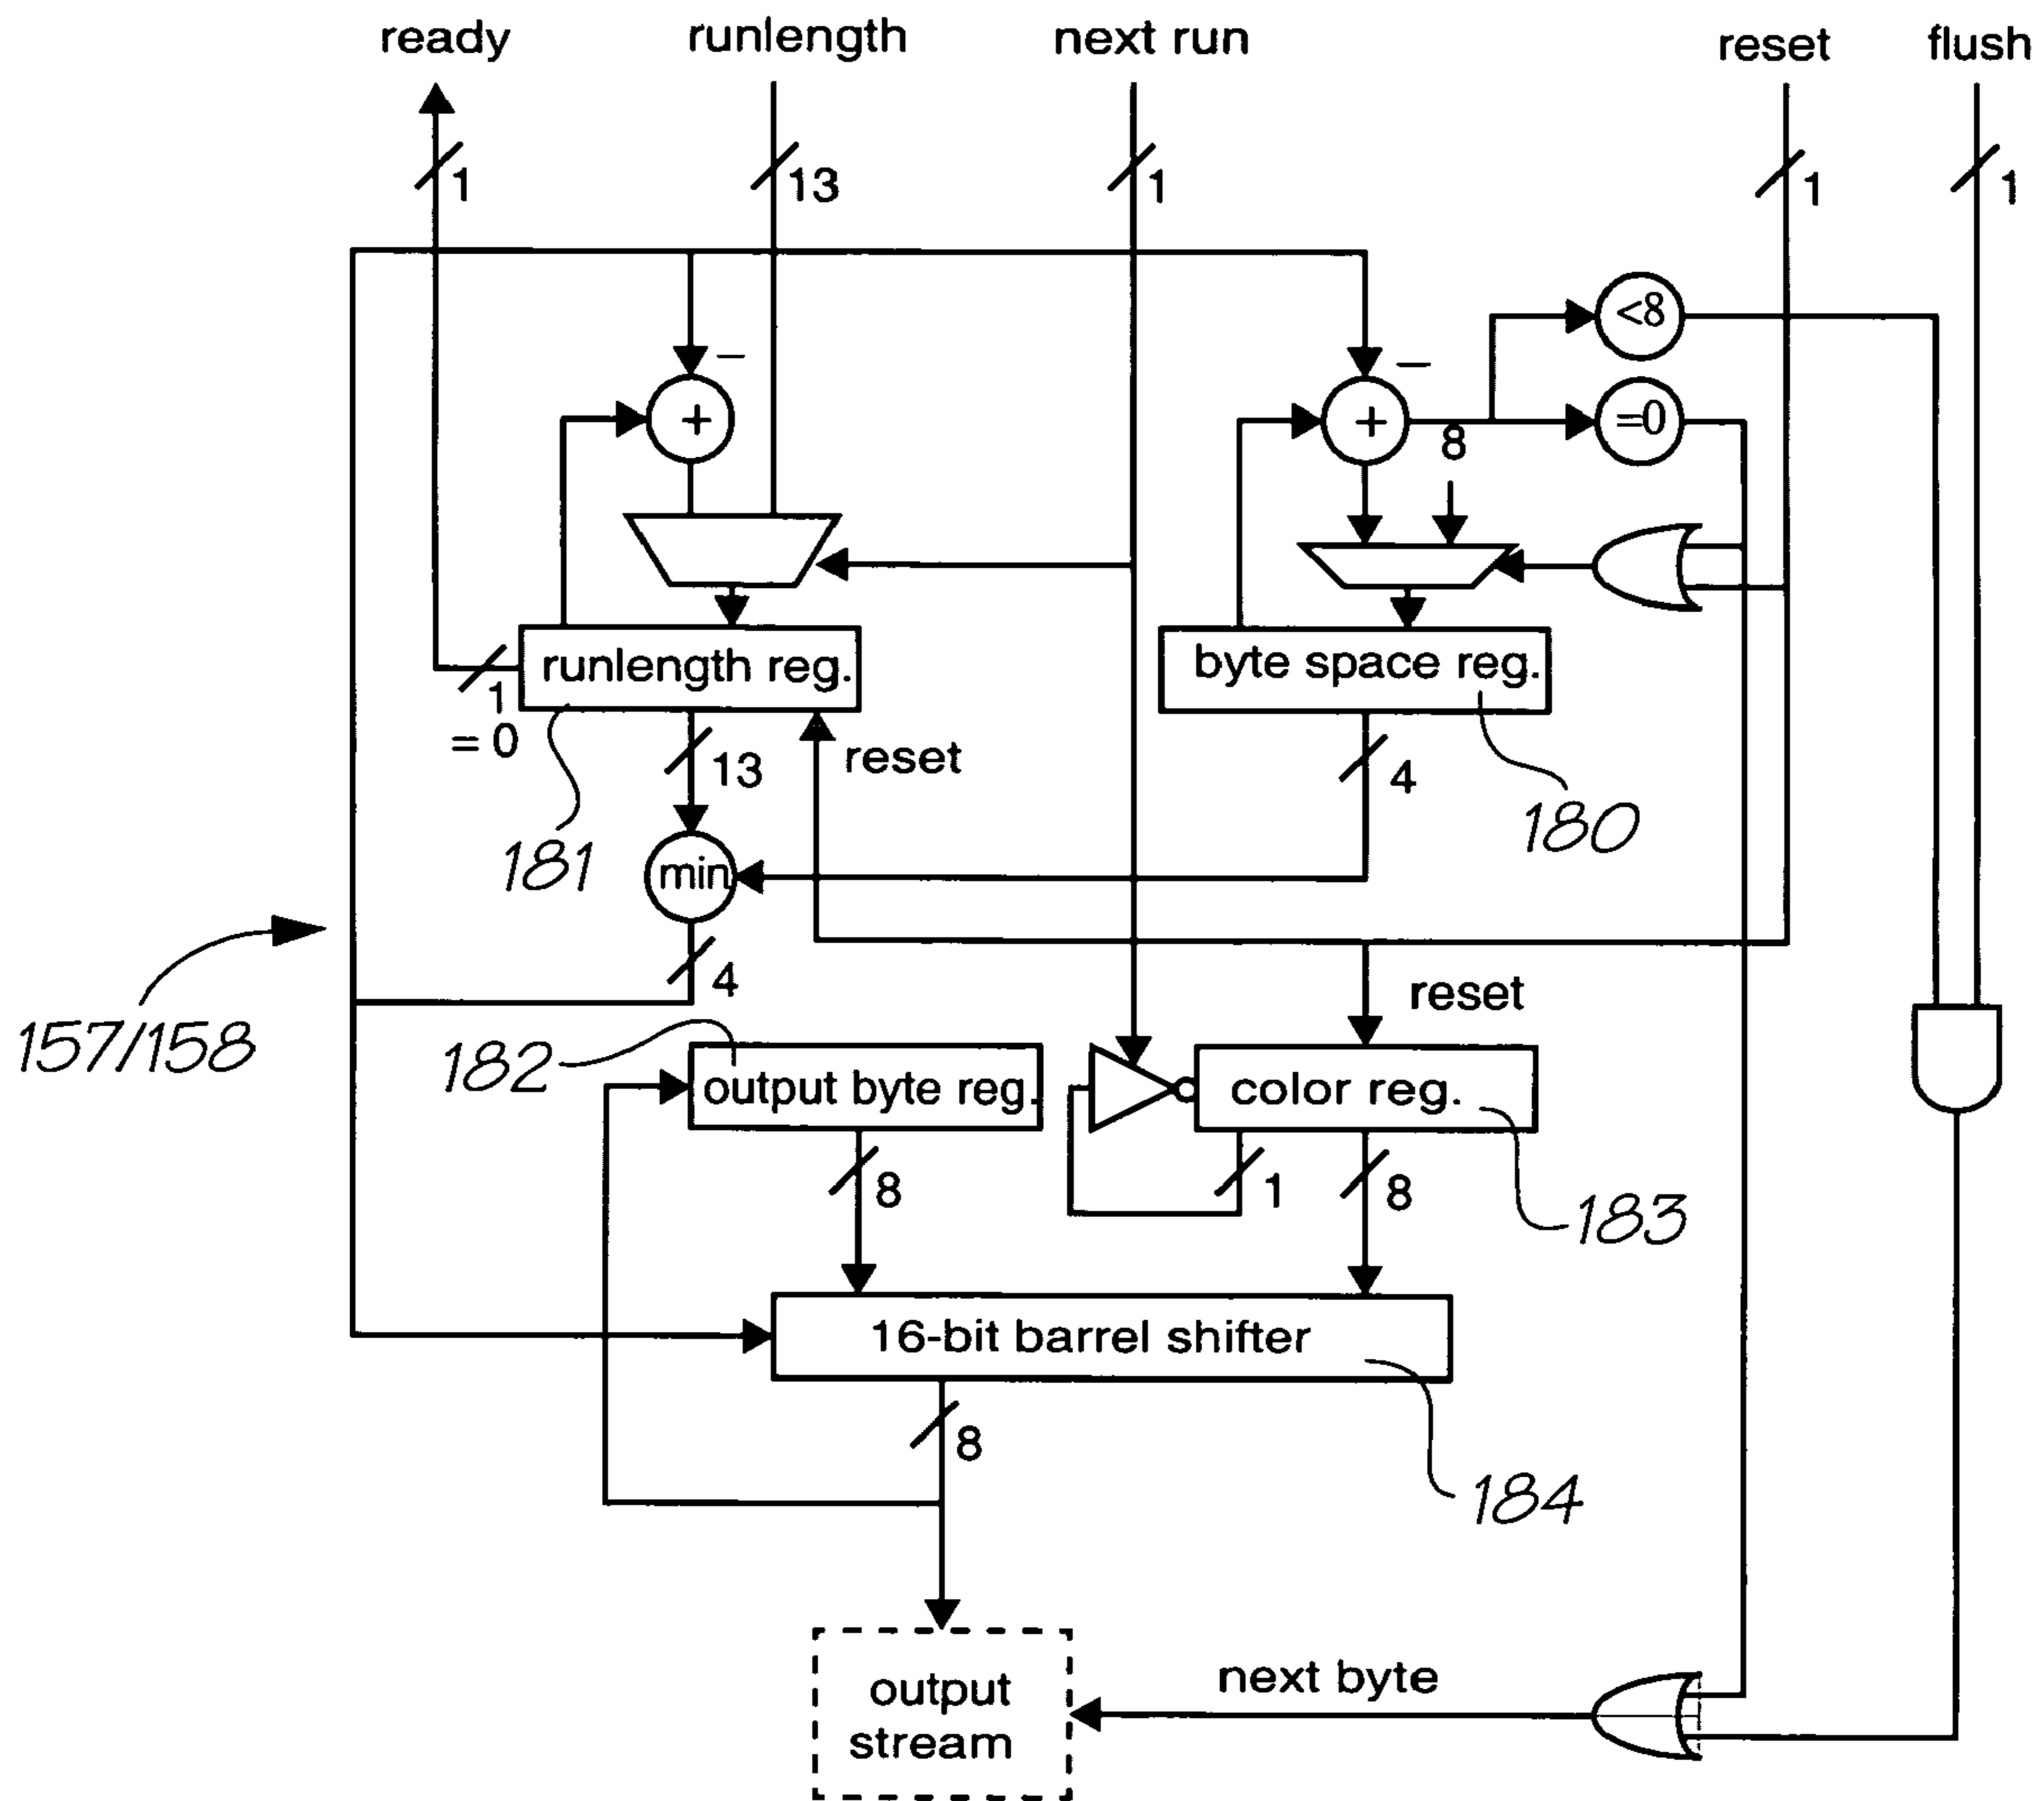 ready
runlength
next run
reset
flush
1
13
1
1
1
−
−
<8
+
+
=0
8
runlength reg.
byte space reg.
1
= 0
13
reset
4
181
180
min
4
reset
157/158
182
output byte reg.
color reg.
8
1
8
183
16-bit barrel shifter
8
184
next byte
output
stream